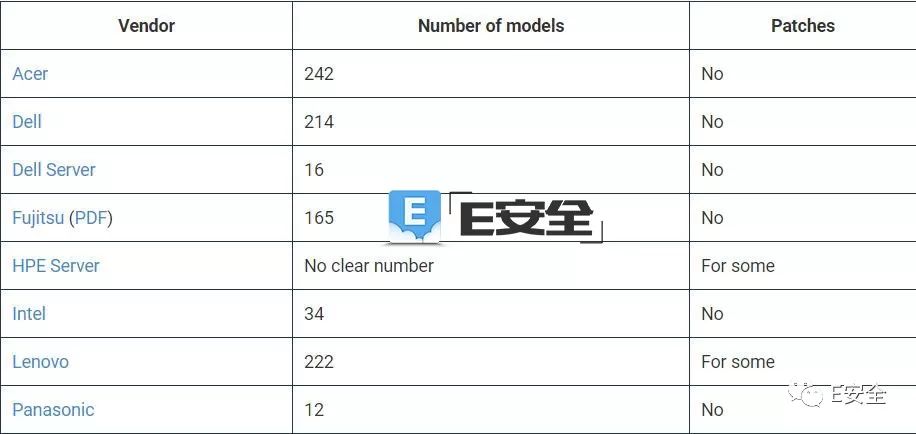 Vendor Number of models Patches
Acer 242 No
Dell 214 No
Dell Server 16 No
Fujitsu (PDF) 165 No
E 「E安全」
HPE Server No clear number For some
Intel 34 No
Lenovo 222 For some
Panasonic 12 No
E安全